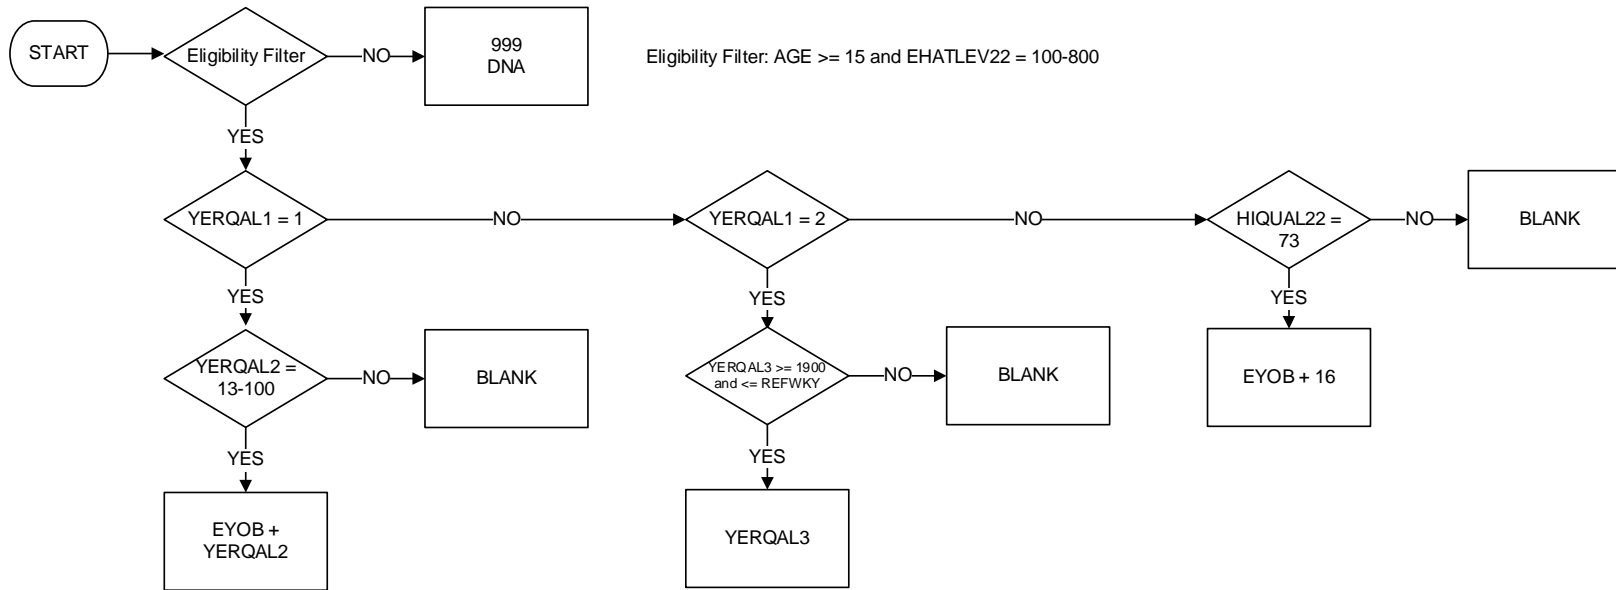 START
Eligibility Filter
NO
999
DNA
Eligibility Filter: AGE >= 15 and EHATLEV22 = 100-800
YES
YERQAL1 = 1
NO
YERQAL1 = 2
NO
HIQUAL22 =
73
NO
BLANK
YES
YES
YES
YERQAL2 =
13-100
NO
BLANK
YERQAL3 >= 1900
and <= REFWKY
NO
BLANK
EYOB + 16
YES
YES
EYOB +
YERQAL2
YERQAL3